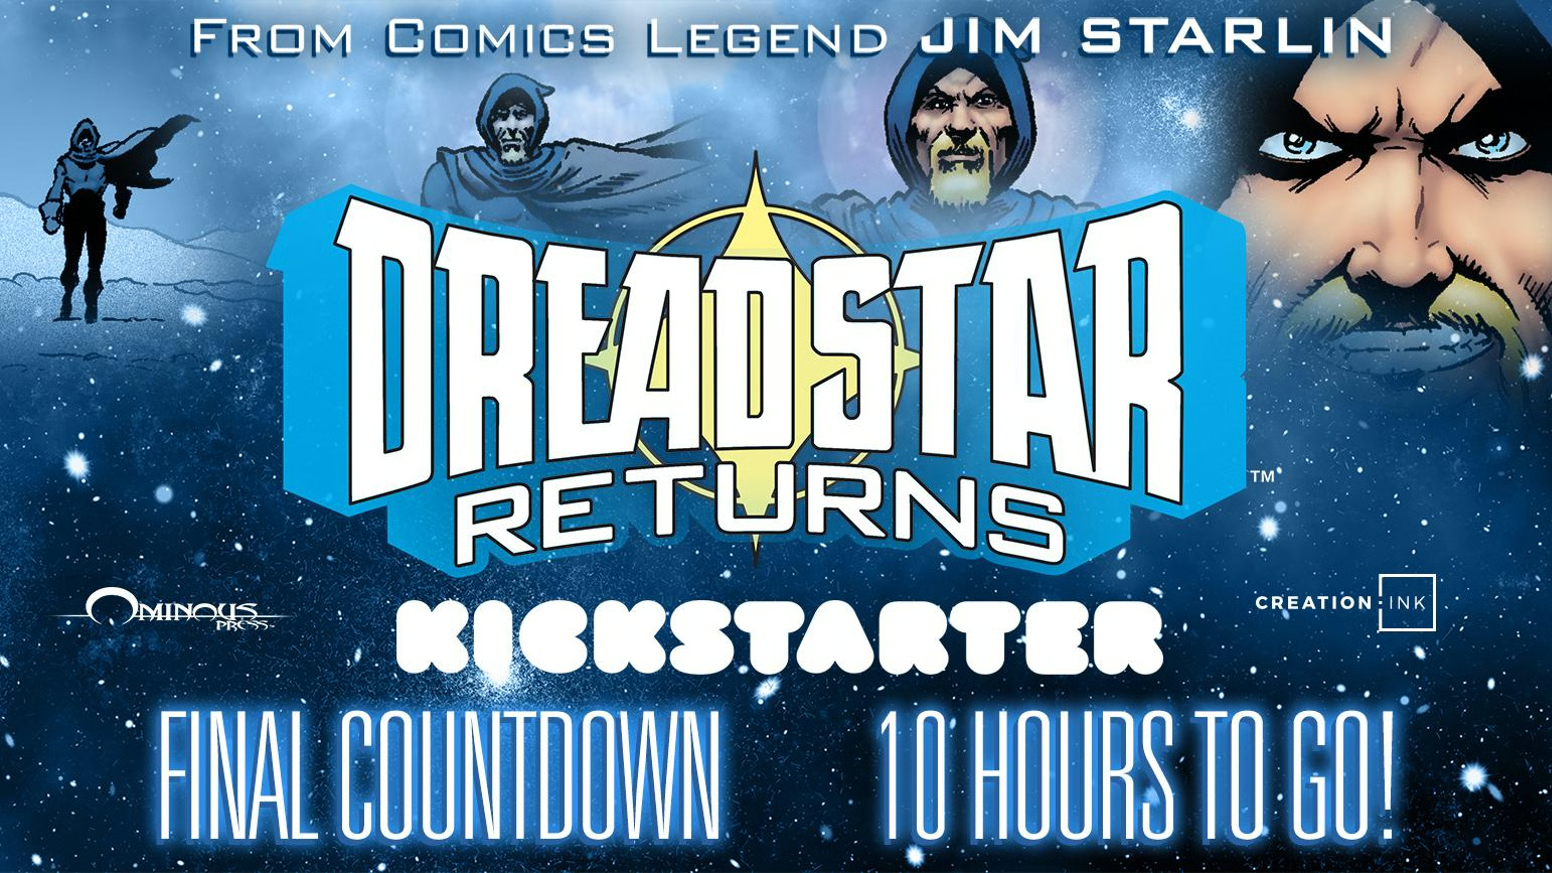 FROM COMICS LEGEND JIM STARLIN
DREADSTAR
RETURNS
TM
OMINOUS
PRESS
CREATION INK
KICKSTARTER
FINAL COUNTDOWN 10 HOURS TO GO!